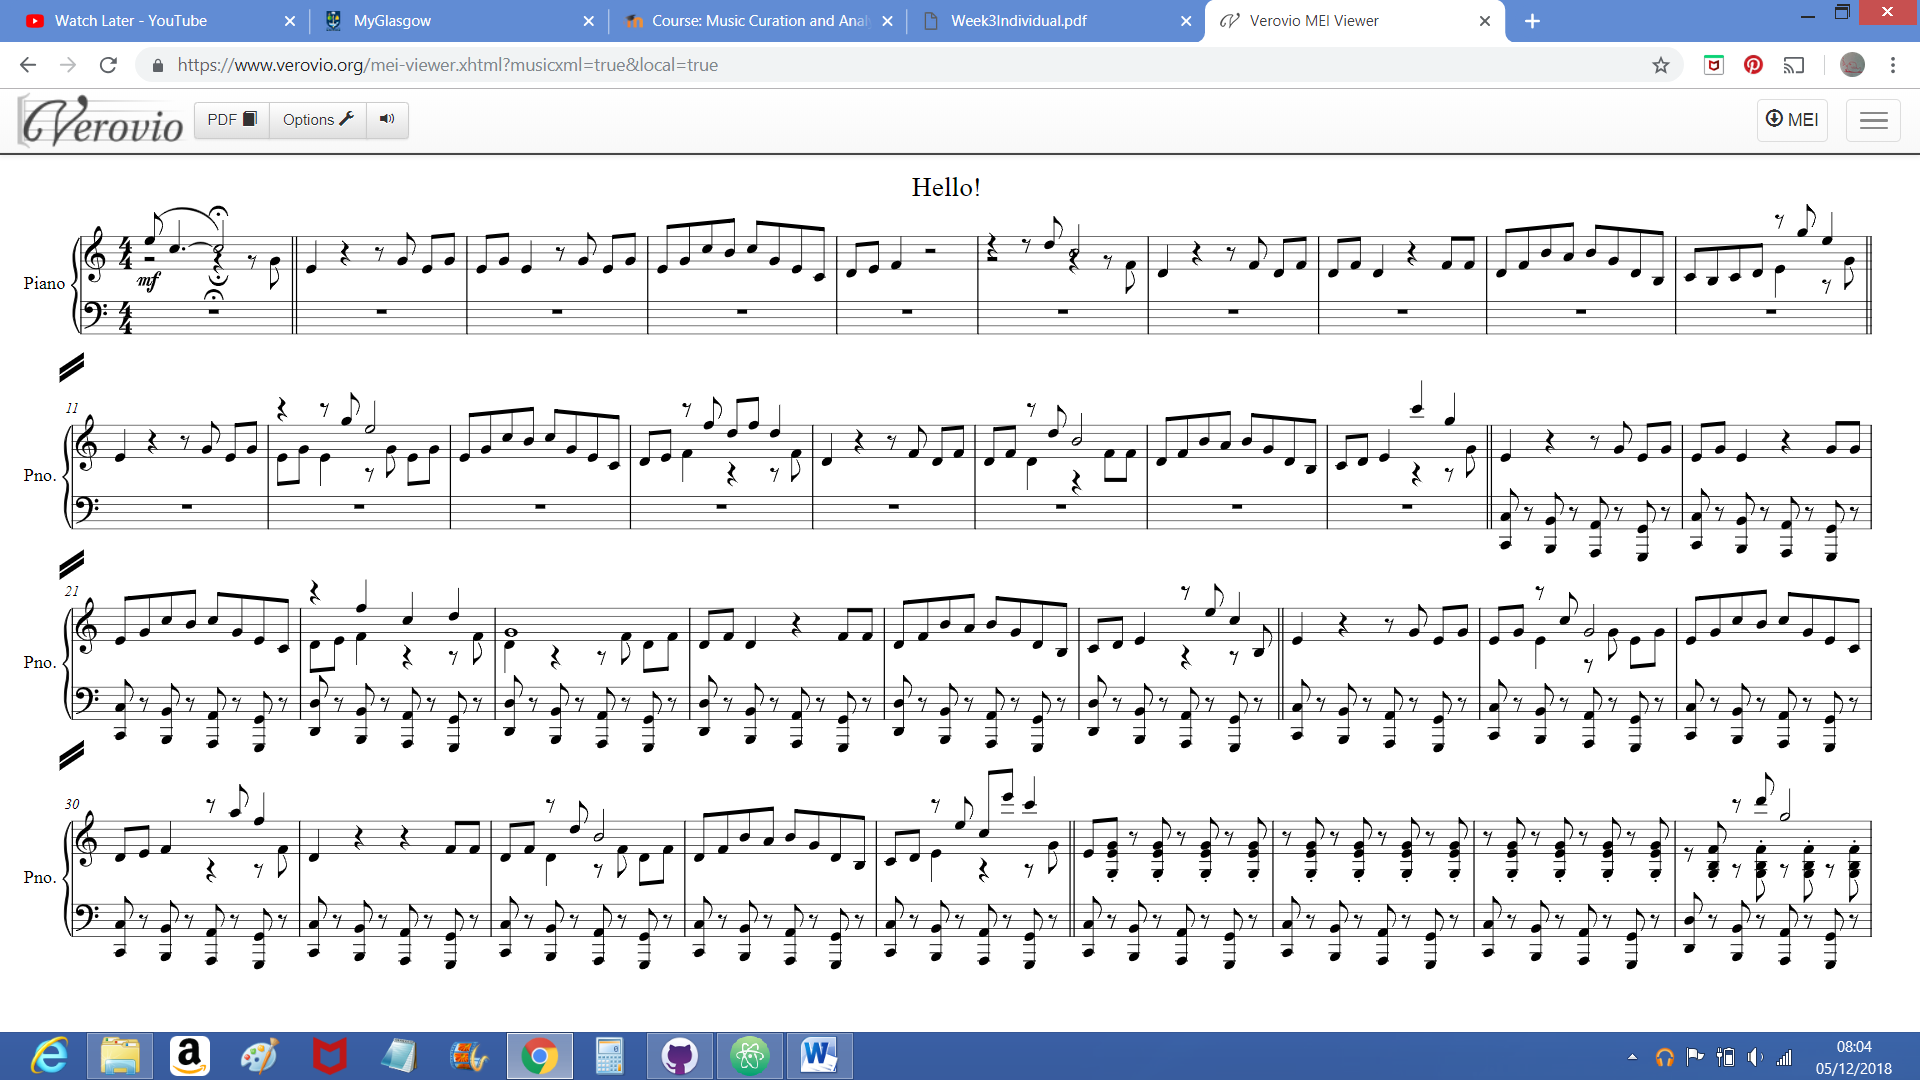 Watch Later - YouTube
MyGlasgow
Course: Music Curation and Anal
Week3Individual.pdf
Verovio MEI Viewer
https://www.verovio.org/mei-viewer.xhtml?musicxml=true&local=true
Verovio
PDF
Options
MEI
Hello!
Piano
mf
11
Pno.
21
Pno.
30
Pno.
08:04
05/12/2018